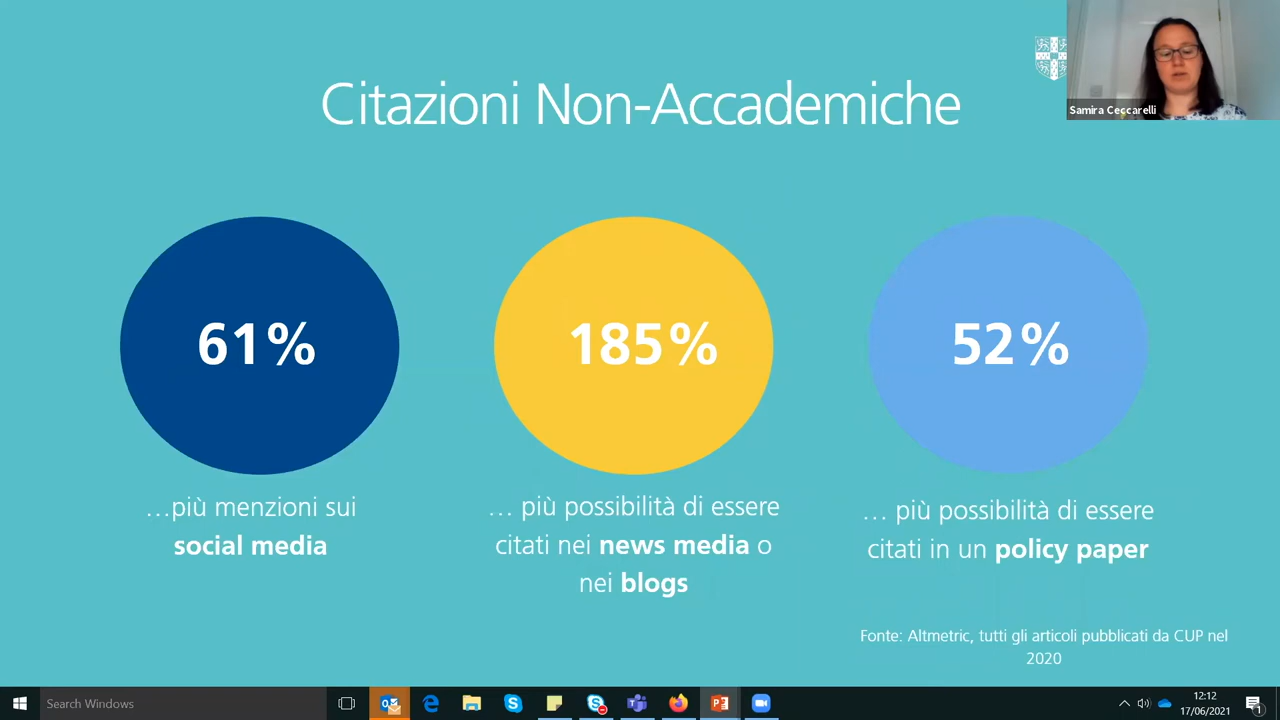 Citazioni Non-Accademiche
Samira Ceccarelli
61%
185%
52%
…più menzioni sui
social media
… più possibilità di essere
citati nei news media o
nei blogs
… più possibilità di essere
citati in un policy paper
Fonte: Altmetric, tutti gli articoli pubblicati da CUP nel
2020
Search Windows
12:12
17/06/2021
1